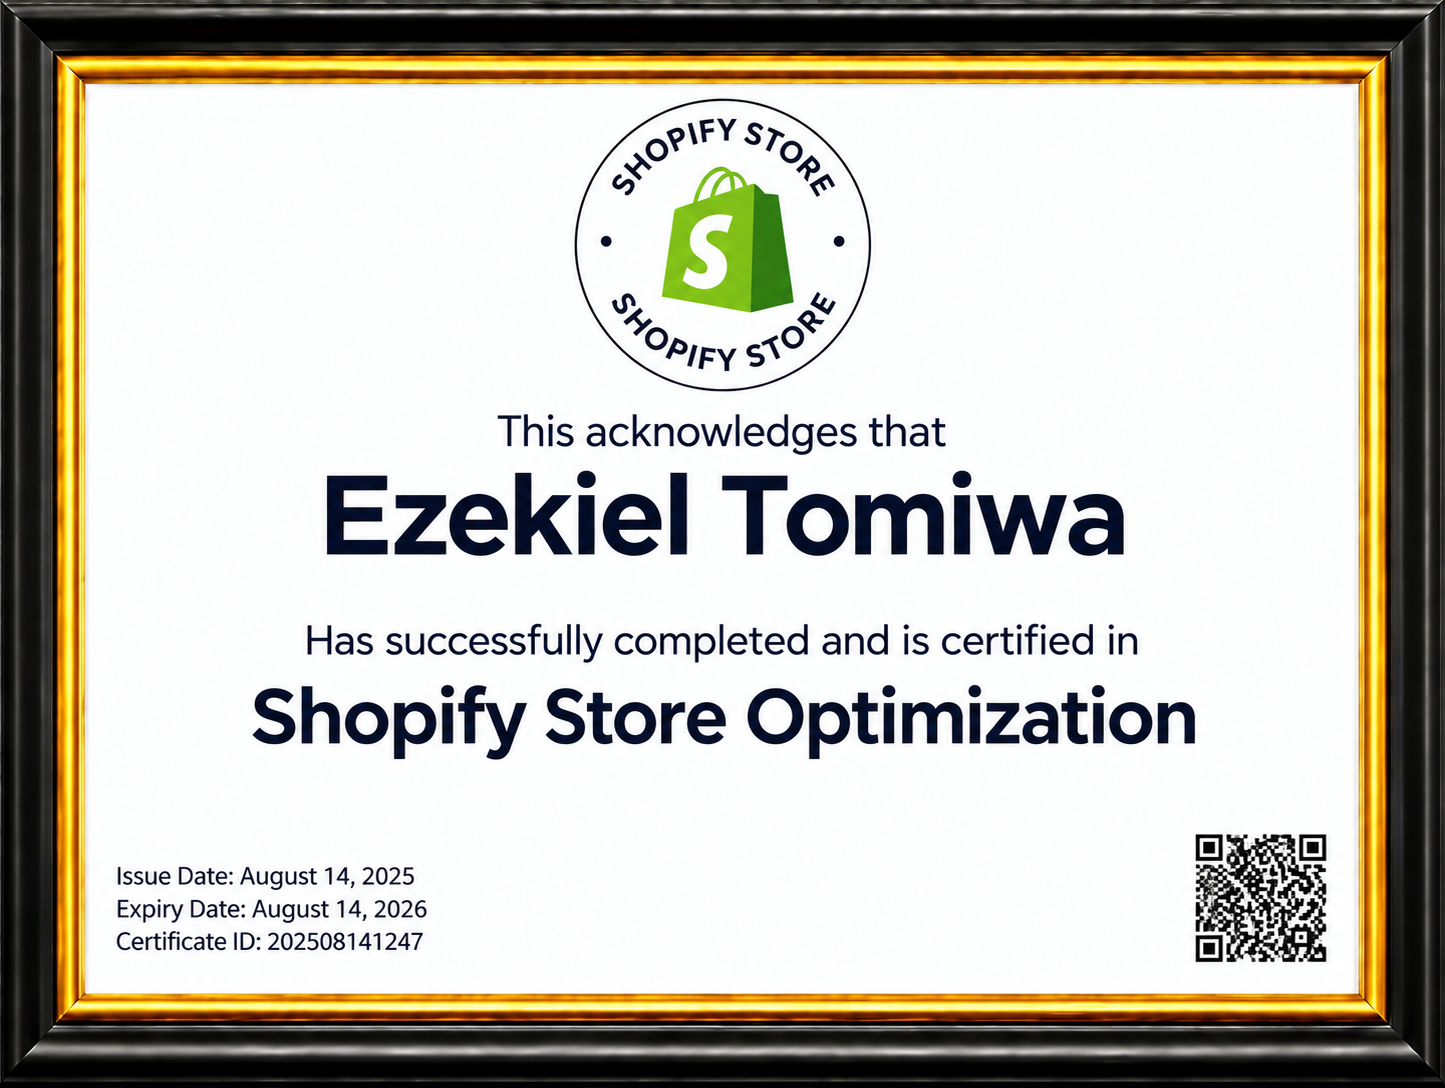 SHOPIFY STORE
S
SHOPIFY STORE
This acknowledges that
Ezekiel Tomiwa
Has successfully completed and is certified in
Shopify Store Optimization
Issue Date: August 14, 2025
Expiry Date: August 14, 2026
Certificate ID: 202508141247